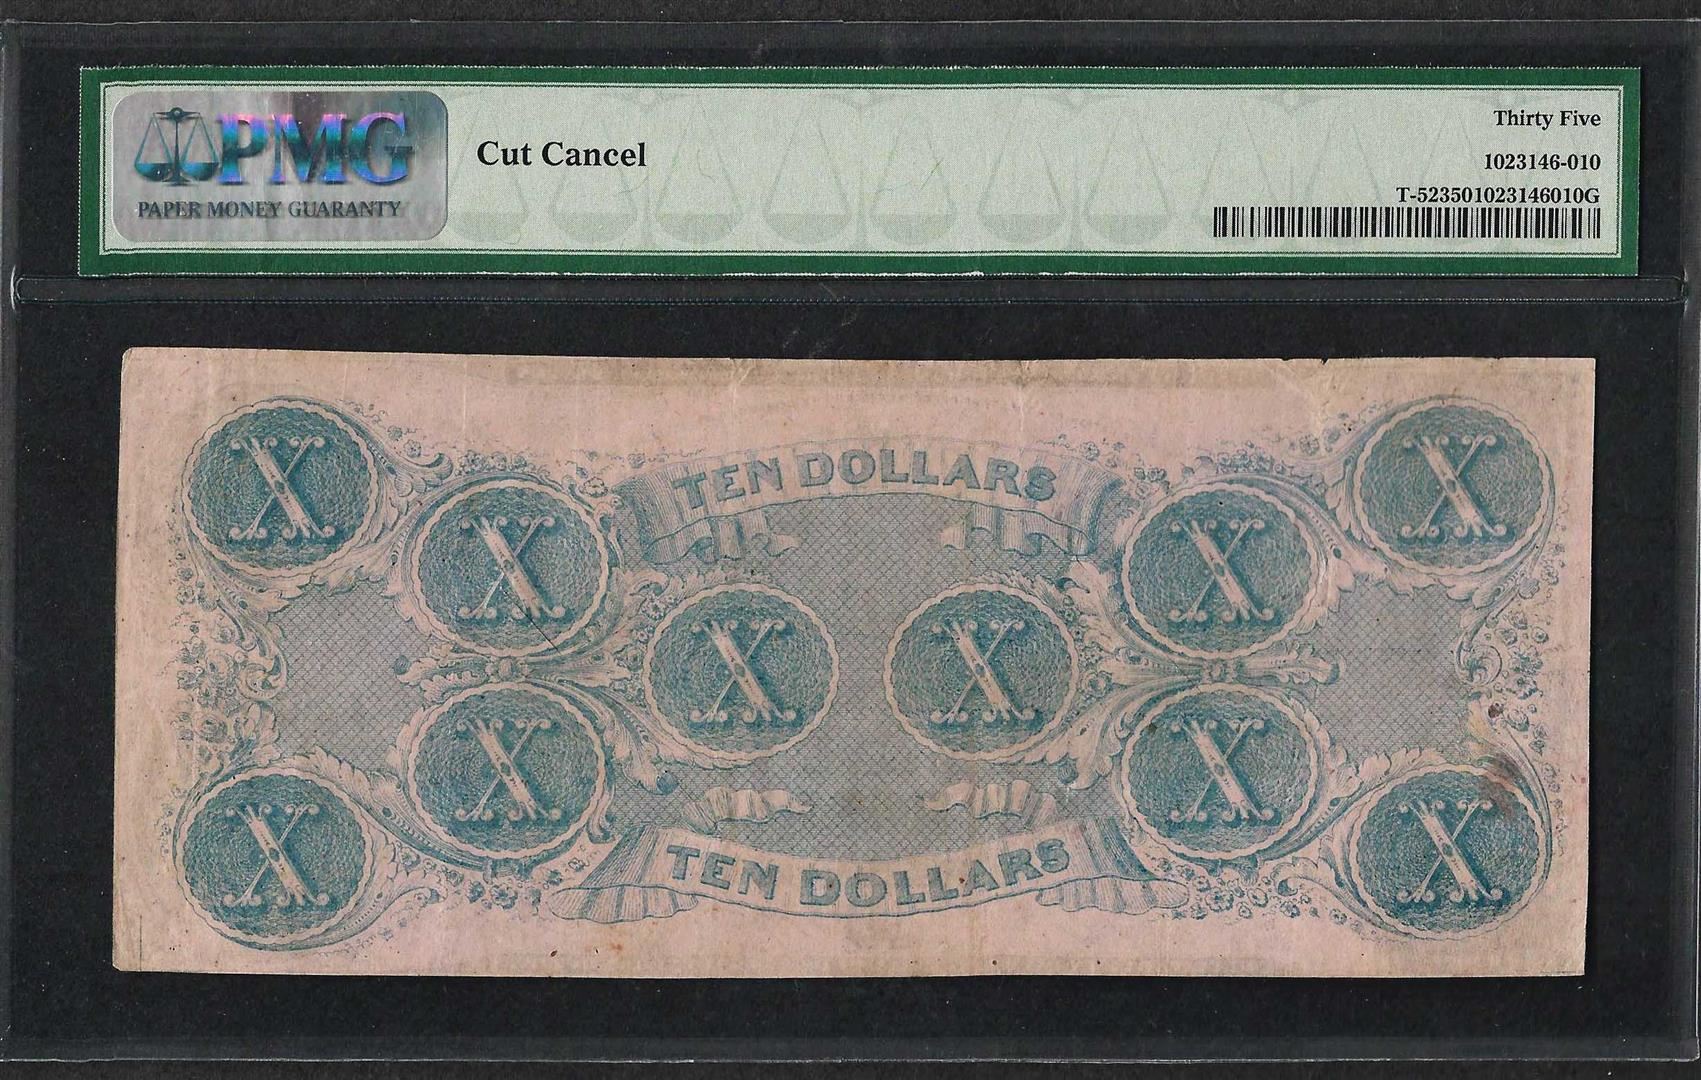 PMG
PAPER MONEY GUARANTY
Cut Cancel
Thirty Five
1023146-010
T-523501023146010G
TEN DOLLARS
X
X
X
X
X
X
X
X
X
X
TEN DOLLARS